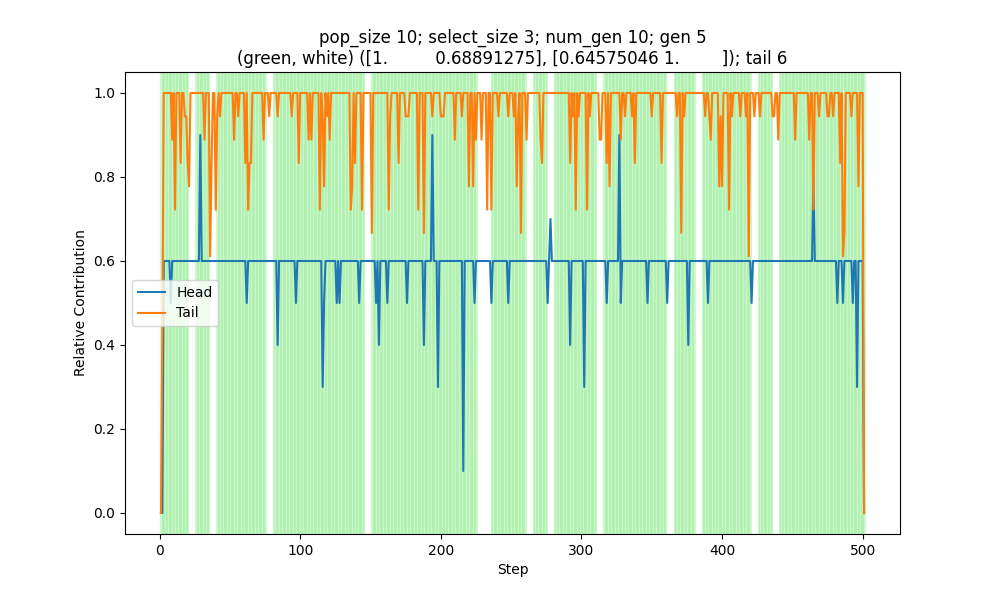 pop_size 10; select_size 3; num_gen 10; gen 5
(green, white) ([1. 0.68891275], [0.64575046 1. ]); tail 6
1.0
0.8
0.6
0.4
0.2
0.0
Relative Contribution
Head
Tail
0 100 200 300 400 500
Step